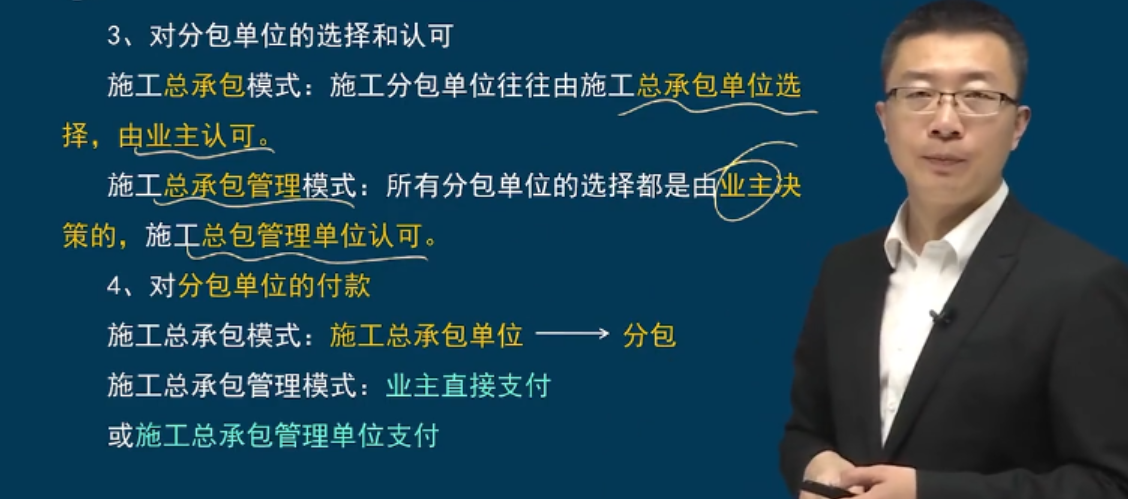 3、对分包单位的选择和认可
施工总承包模式：施工分包单位往往由施工总承包单位选
择，由业主认可。
施工总承包管理模式：所有分包单位的选择都是由业主决
策的，施工总包管理单位认可。
4、对分包单位的付款
施工总承包模式：施工总承包单位 ⟶ 分包
施工总承包管理模式：业主直接支付
或施工总承包管理单位支付